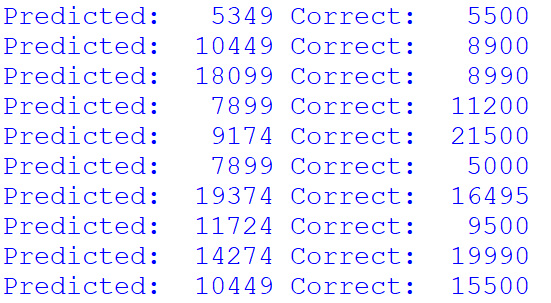 Predicted:   5349 Correct:   5500
Predicted:  10449 Correct:   8900
Predicted:  18099 Correct:   8990
Predicted:   7899 Correct:  11200
Predicted:   9174 Correct:  21500
Predicted:   7899 Correct:   5000
Predicted:  19374 Correct:  16495
Predicted:  11724 Correct:   9500
Predicted:  14274 Correct:  19990
Predicted:  10449 Correct:  15500